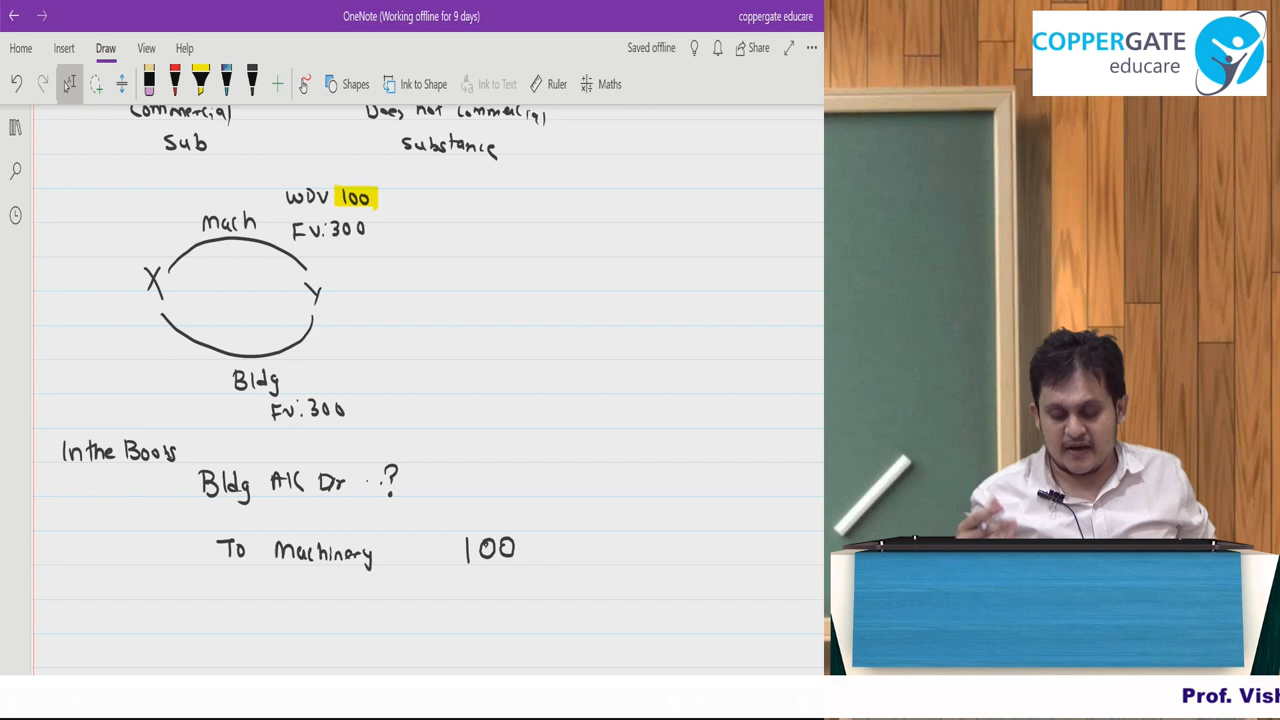 OneNote (Working offline for 9 days)
coppergate educare
Home Insert Draw View Help
Saved offline Share
Shapes Ink to Shape Ink to Text Ruler Maths
COPPERGATE
educare
Commercial Does not Commercial
Sub substance
WDV 100
Mach FV: 300
X Y
Bldg
FV: 300
In the Books
Bldg A/C Dr ..?
To Machinery 100
Prof. Vish